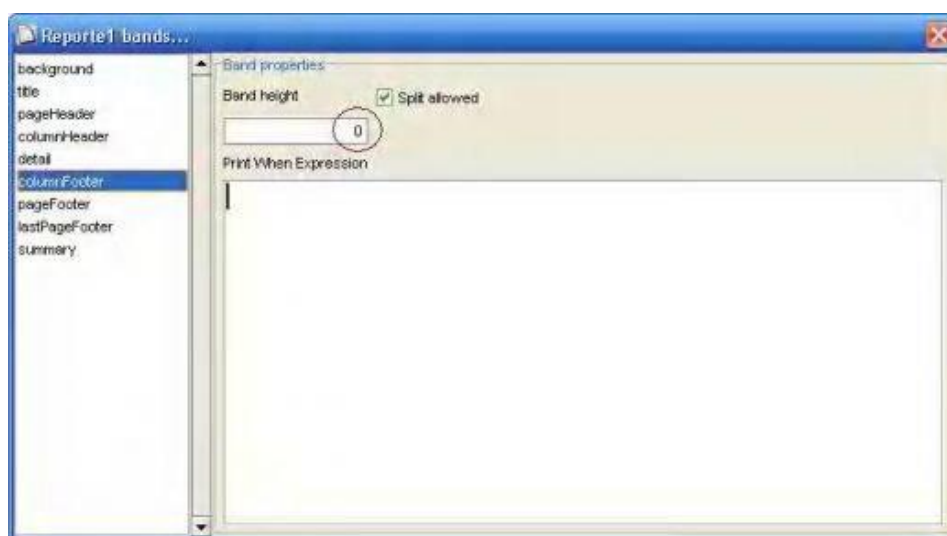 Reporte1 bands...
background
title
pageHeader
columnHeader
detail
columnFooter
pageFooter
lastPageFooter
summary
Band properties
Band height
Split allowed
0
Print When Expression